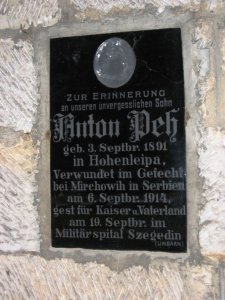 ZUR ERINNERUNG
an unseren unvergesslichen Sohn
Anton Peh
geb. 3. Septbr. 1891
in Hohenleipa,
Verwundet im Gefecht
bei Mirchowih in Serbien
am 6. Septbr. 1914,
gest für Kaiser u. Vaterland
am 19. Septbr. im
Militärspital Szegedin
(UNGARN)